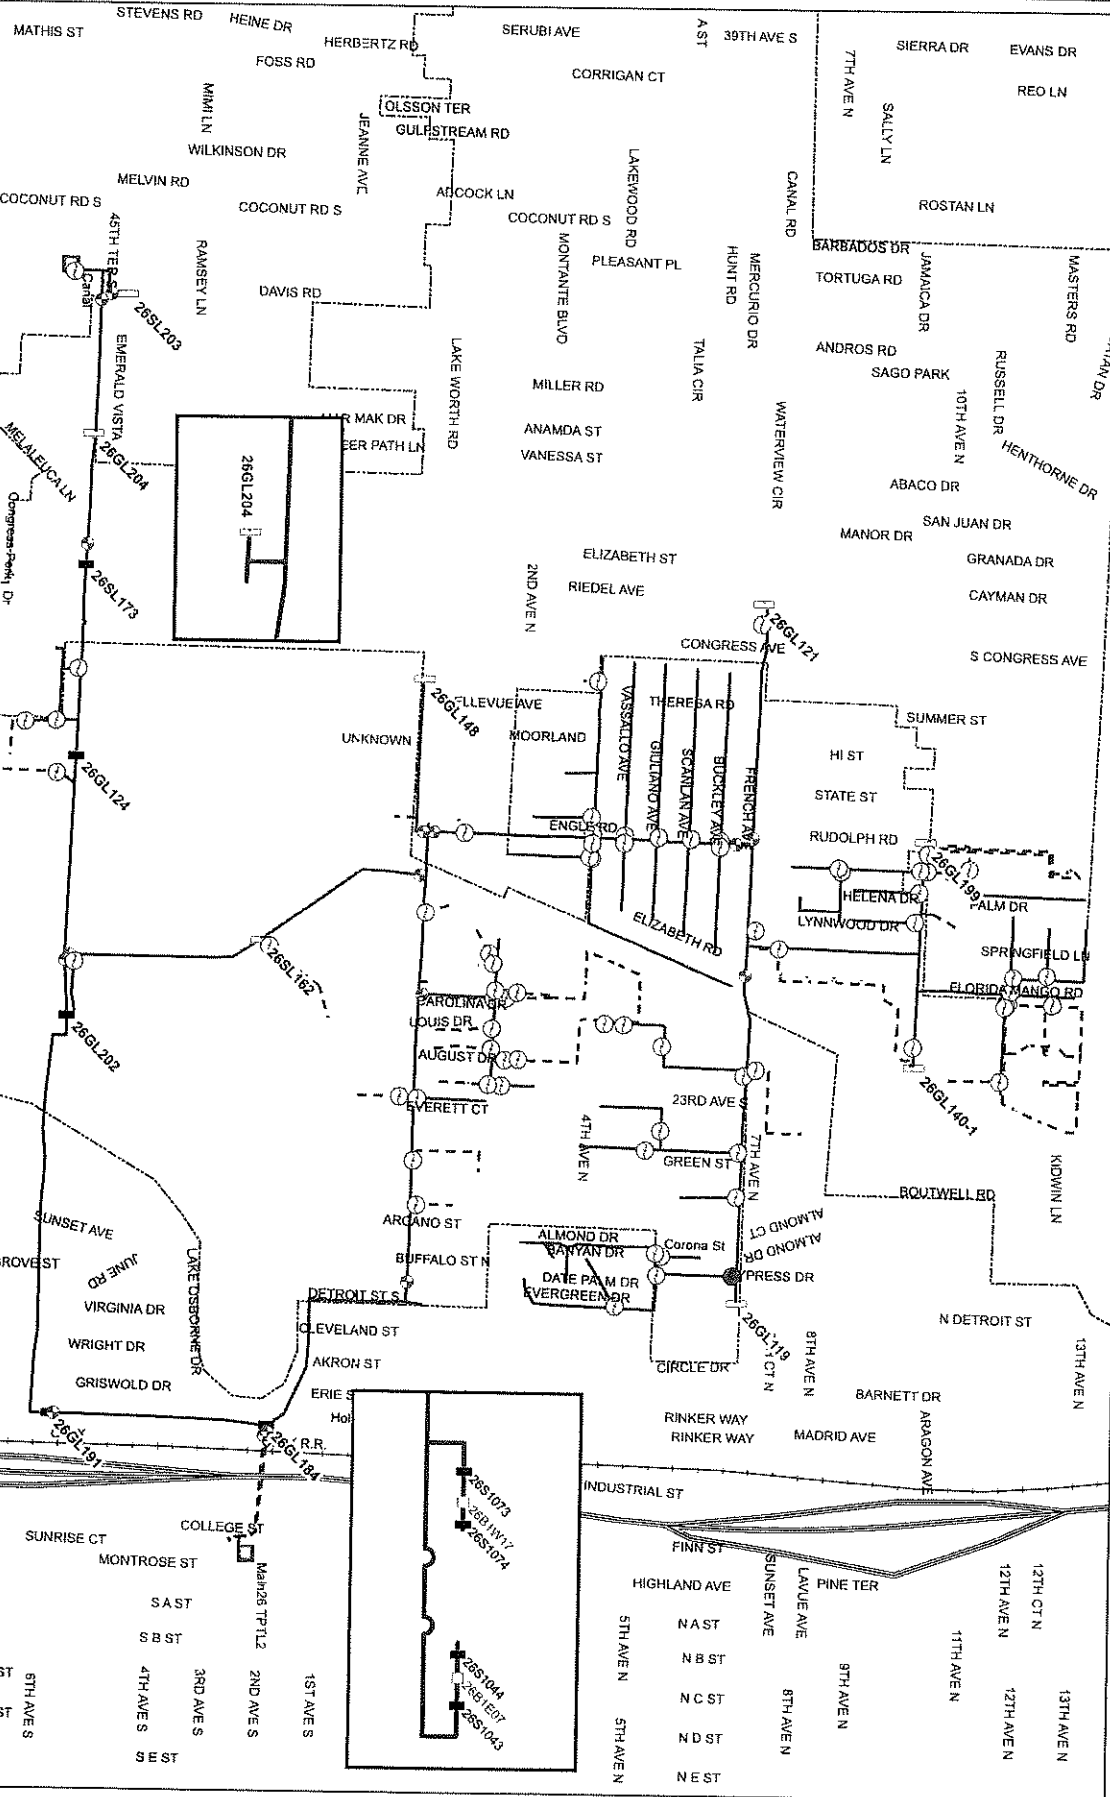 STEVENS RD
HEINE DR
MATHIS ST
HERBERTZ RD
FOSS RD
SERUBI AVE
A ST
39TH AVE S
CORRIGAN CT
SIERRA DR
EVANS DR
REO LN
7TH AVE N
SALLY LN
MIMI LN
OLSSON TER
GULFSTREAM RD
JEANNE AVE
WILKINSON DR
MELVIN RD
ADCOCK LN
LAKEWOOD RD
CANAL RD
COCONUT RD S
COCONUT RD S
COCONUT RD S
ROSTAN LN
45TH TER S
RAMSEY LN
MONTANTE BLVD
PLEASANT PL
HUNT RD
MERCURIO DR
BARBADOS DR
TORTUGA RD
JAMAICA DR
MASTERS RD
Canal
DAVIS RD
26SL203
EMERALD VISTA
LAKE WORTH RD
TALIA CIR
ANDROS RD
SAGO PARK
RUSSELL DR
MILLER RD
10TH AVE N
MAK DR
EER PATH LN
ANAMDA ST
VANESSA ST
WATERVIEW CIR
HENTHORNE DR
MELALEUCA LN
26GL204
26GL204
ABACO DR
SAN JUAN DR
MANOR DR
GRANADA DR
26SL173
ELIZABETH ST
RIEDEL AVE
2ND AVE N
CAYMAN DR
26GL121
CONGRESS AVE
S CONGRESS AVE
26GL148
ELLEVUE AVE
MOORLAND
UNKNOWN
VASSALLO AVE
THERESA RD
GIULIANO AVE
SCANLAN AVE
BUCKLEY AVE
FRENCH AVE
SUMMER ST
HI ST
STATE ST
26GL124
ENGLE RD
RUDOLPH RD
26GL199
HELENA DR
PALM DR
LYNNWOOD DR
ELIZABETH RD
SPRINGFIELD LN
26SL162
FLORIDA MANGO RD
CAROLINA DR
LOUIS DR
26GL202
AUGUST DR
EVERETT CT
23RD AVE S
26GL140-1
4TH AVE N
7TH AVE N
GREEN ST
KIDWIN LN
BOUTWELL RD
SUNSET AVE
ARCANO ST
ALMOND CT
ALMOND DR
ALMOND DR
BANYAN DR
Corona St
ROVE ST
JUNE RD
LAKE OSBORNE DR
BUFFALO ST N
DATE PALM DR
EVERGREEN DR
YPRESS DR
VIRGINIA DR
DETROIT ST S
WRIGHT DR
CLEVELAND ST
26GL119
1 CT N
8TH AVE N
N DETROIT ST
13TH AVE N
GRISWOLD DR
AKRON ST
CIRCLE DR
ERIE S
BARNETT DR
26GL191
26GL184
R.R.
RINKER WAY
RINKER WAY
MADRID AVE
ARAGON AVE
26S1073
26S1074
INDUSTRIAL ST
SUNRISE CT
COLLEGE ST
MONTROSE ST
Main26 TPTL2
FINN ST
HIGHLAND AVE
SUNSET AVE
LAVUE AVE
PINE TER
12TH AVE N
12TH CT N
S A ST
S B ST
N A ST
N B ST
N C ST
N D ST
N E ST
5TH AVE N
5TH AVE N
11TH AVE N
26S1044
26B1E07
26S1043
6TH AVE S
4TH AVE S
3RD AVE S
2ND AVE S
1ST AVE S
S E ST
8TH AVE N
9TH AVE N
12TH AVE N
13TH AVE N
ST
ST